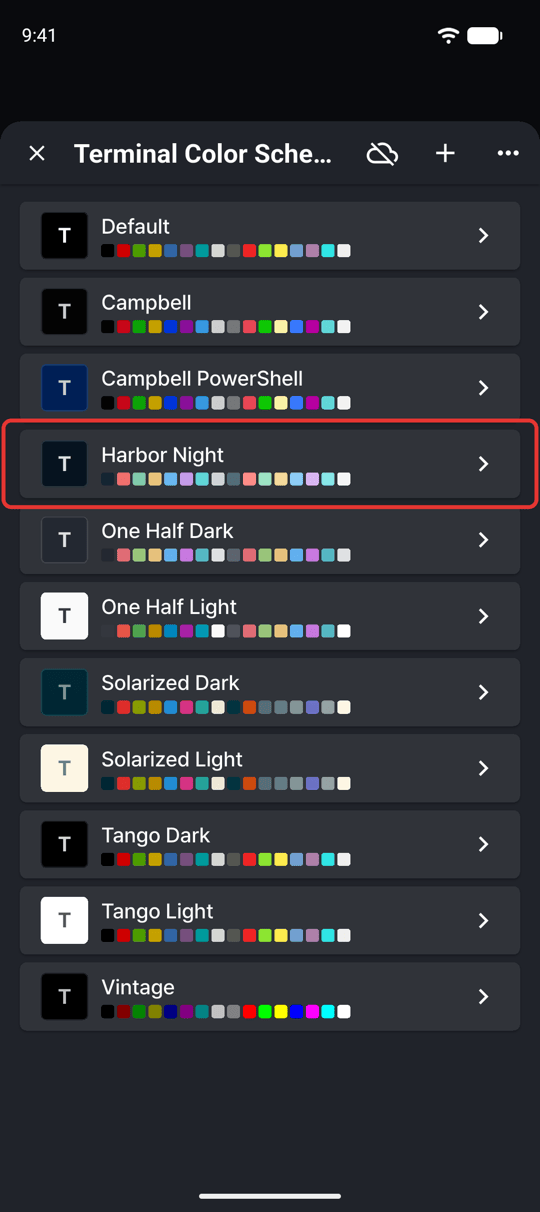 9:41
Terminal Color Sche...
T
Default
T
Campbell
T
Campbell PowerShell
T
Harbor Night
T
One Half Dark
T
One Half Light
T
Solarized Dark
T
Solarized Light
T
Tango Dark
T
Tango Light
T
Vintage